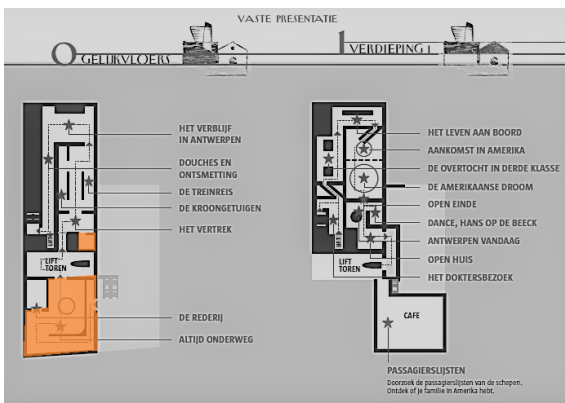 VASTE PRESENTATIE
0 GELIJKVLOERS
1 VERDIEPING 1
HET VERBLIJF
IN ANTWERPEN
DOUCHES EN
ONTSMETTING
DE TREINREIS
DE KROONGETUIGEN
HET VERTREK
LIFT
LIFT
TOREN
DE REDERIJ
ALTIJD ONDERWEG
HET LEVEN AAN BOORD
AANKOMST IN AMERIKA
DE OVERTOCHT IN DERDE KLASSE
DE AMERIKAANSE DROOM
OPEN EINDE
DANCE, HANS OP DE BEECK
ANTWERPEN VANDAAG
OPEN HUIS
HET DOKTERSBEZOEK
LIFT
LIFT
TOREN
CAFE
PASSAGIERSLIJSTEN
Doorzoek de passagierslijsten van de schepen.
Ontdek of je familie in Amerika hebt.